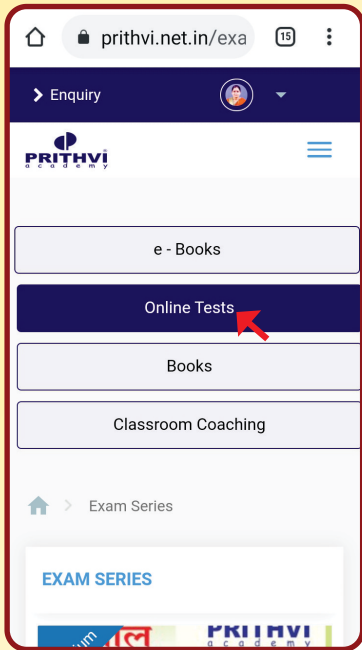 prithvi.net.in/exa 15
Enquiry
PRITHVI
academy
e - Books
Online Tests
Books
Classroom Coaching
Exam Series
EXAM SERIES
PRITHVI
academy